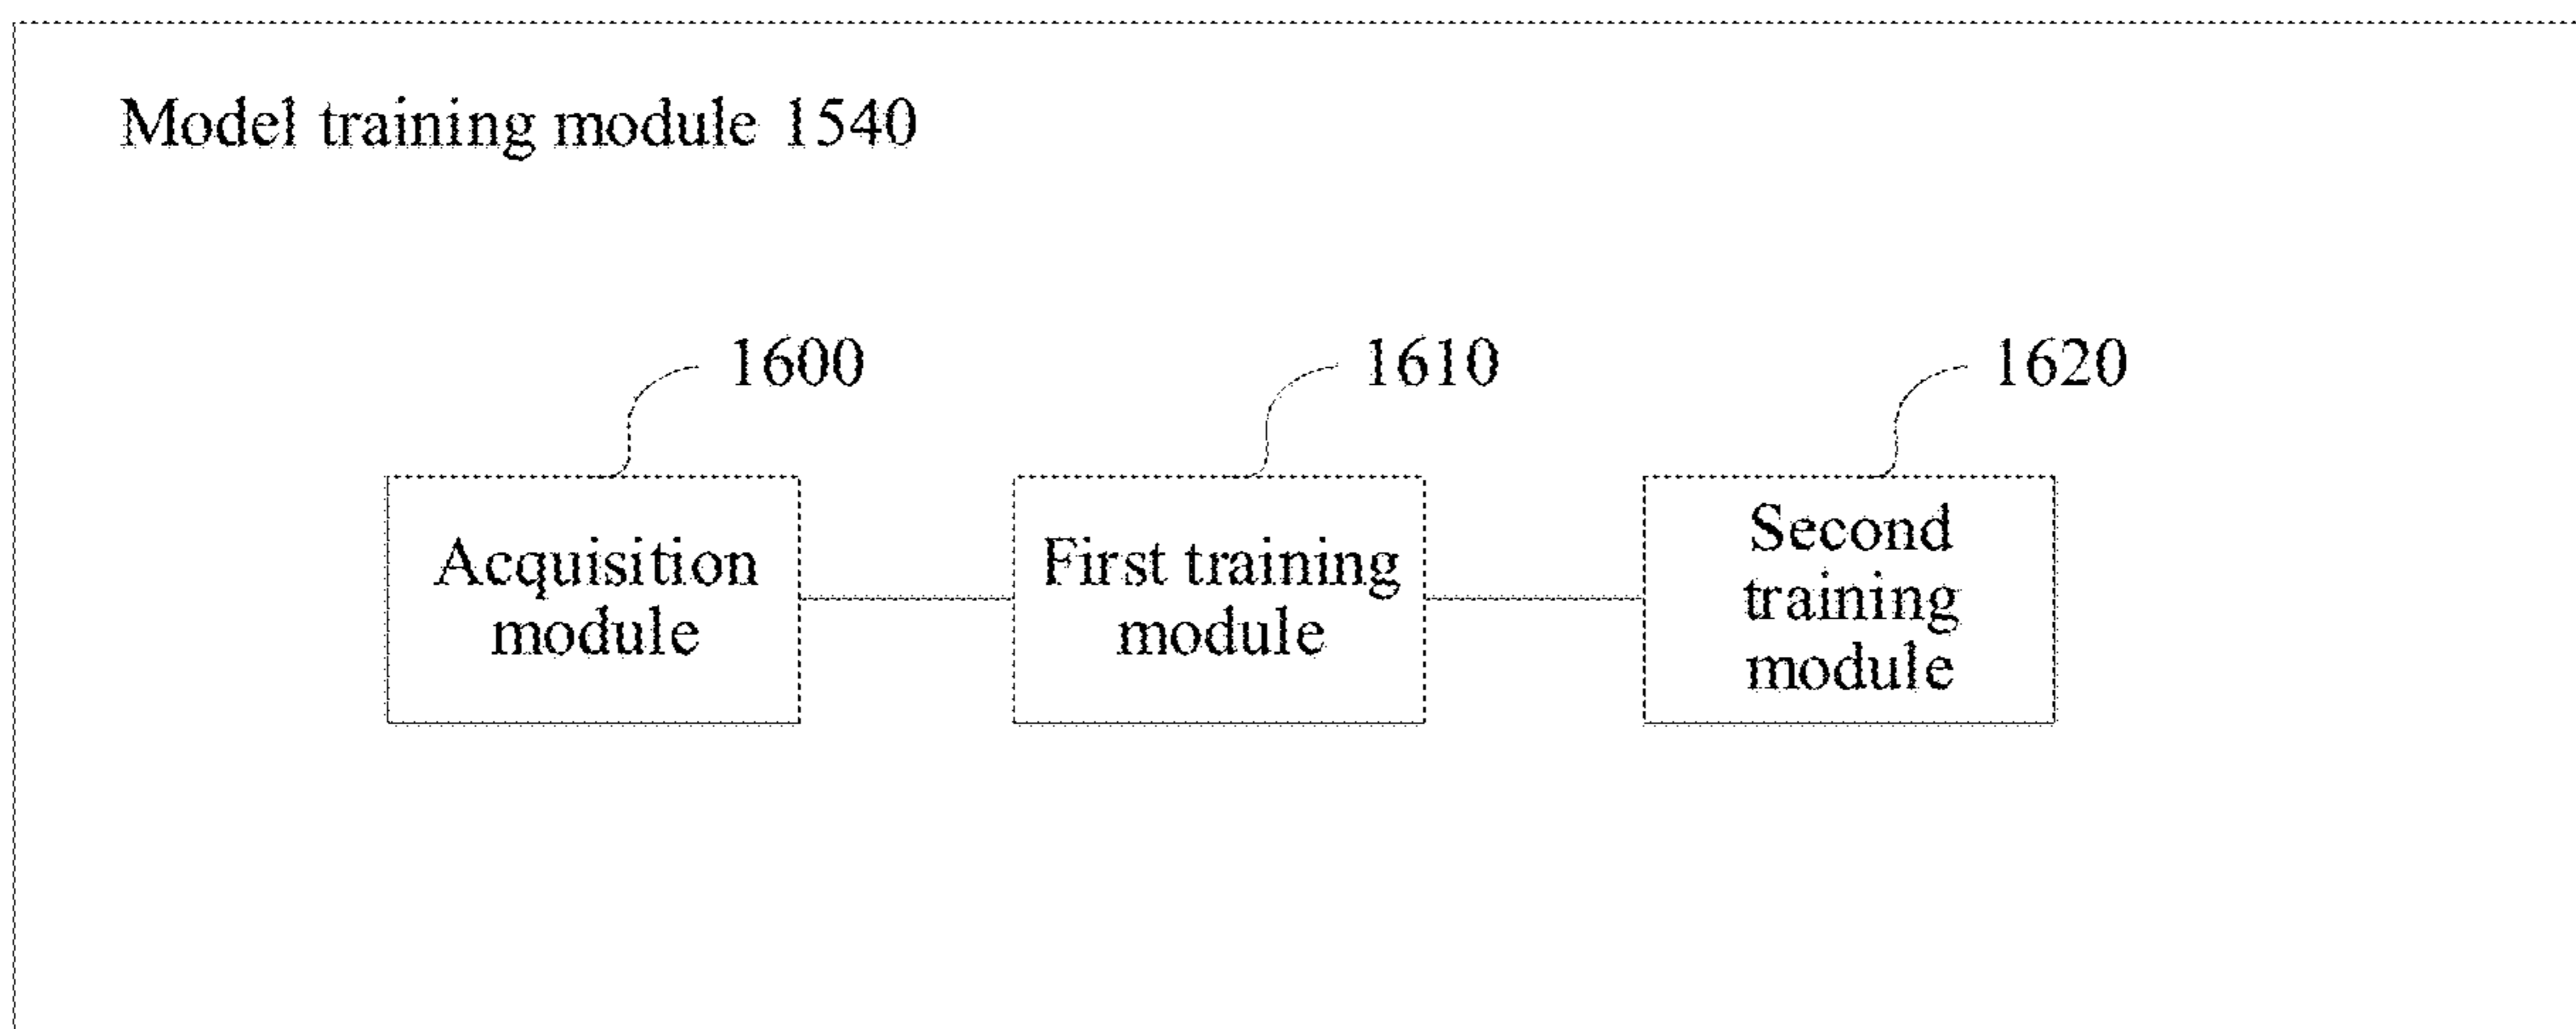 Model training module 1540
1600
1610
1620
Acquisition
module
First training
module
Second
training
module